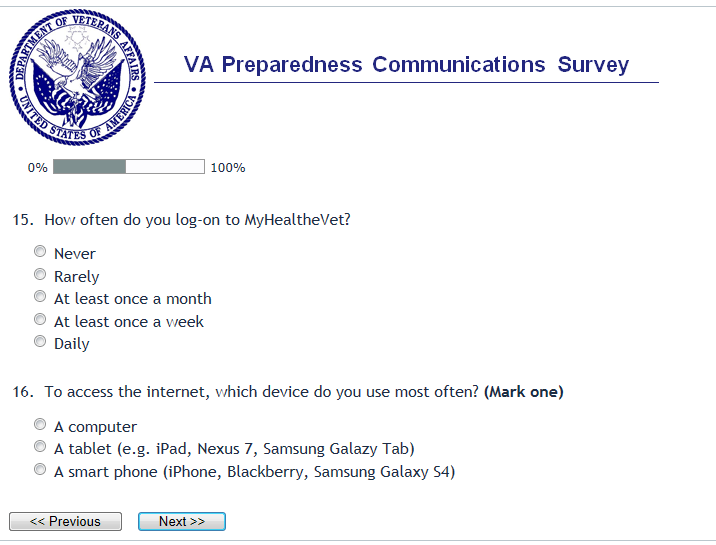 DEPARTMENT OF VETERANS AFFAIRS
UNITED STATES OF AMERICA
VA Preparedness Communications Survey
0% 100%
15. How often do you log-on to MyHealtheVet?
Never
Rarely
At least once a month
At least once a week
Daily
16. To access the internet, which device do you use most often? (Mark one)
A computer
A tablet (e.g. iPad, Nexus 7, Samsung Galazy Tab)
A smart phone (iPhone, Blackberry, Samsung Galaxy S4)
<< Previous Next >>